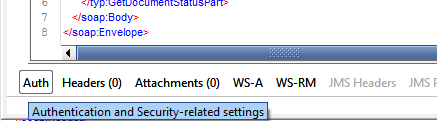 6 </typ:GetDocumentStatusPart>
7 </soap:Body>
8 </soap:Envelope>
Auth Headers (0) Attachments (0) WS-A WS-RM JMS Headers JMS P
Authentication and Security-related settings